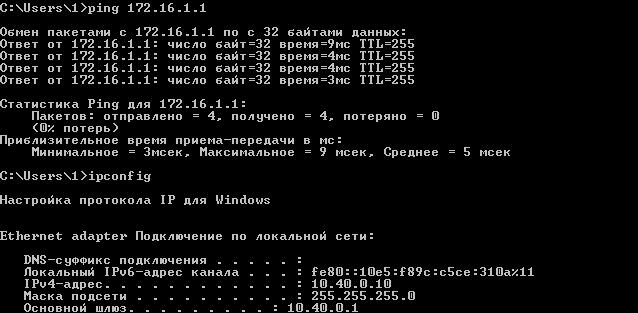 C:\Users\1>ping 172.16.1.1
Обмен пакетами с 172.16.1.1 по с 32 байтами данных:
Ответ от 172.16.1.1: число байт=32 время=9мс TTL=255
Ответ от 172.16.1.1: число байт=32 время=4мс TTL=255
Ответ от 172.16.1.1: число байт=32 время=4мс TTL=255
Ответ от 172.16.1.1: число байт=32 время=3мс TTL=255
Статистика Ping для 172.16.1.1:
Пакетов: отправлено = 4, получено = 4, потеряно = 0
(0% потерь)
Приблизительное время приема-передачи в мс:
Минимальное = 3мсек, Максимальное = 9 мсек, Среднее = 5 мсек
C:\Users\1>ipconfig
Настройка протокола IP для Windows
Ethernet adapter Подключение по локальной сети:
DNS-суффикс подключения . . . . . :
Локальный IPv6-адрес канала . . . : fe80::10e5:f89c:c5ce:310a%11
IPv4-адрес. . . . . . . . . . . . : 10.40.0.10
Маска подсети . . . . . . . . . . : 255.255.255.0
Основной шлюз. . . . . . . . . : 10.40.0.1